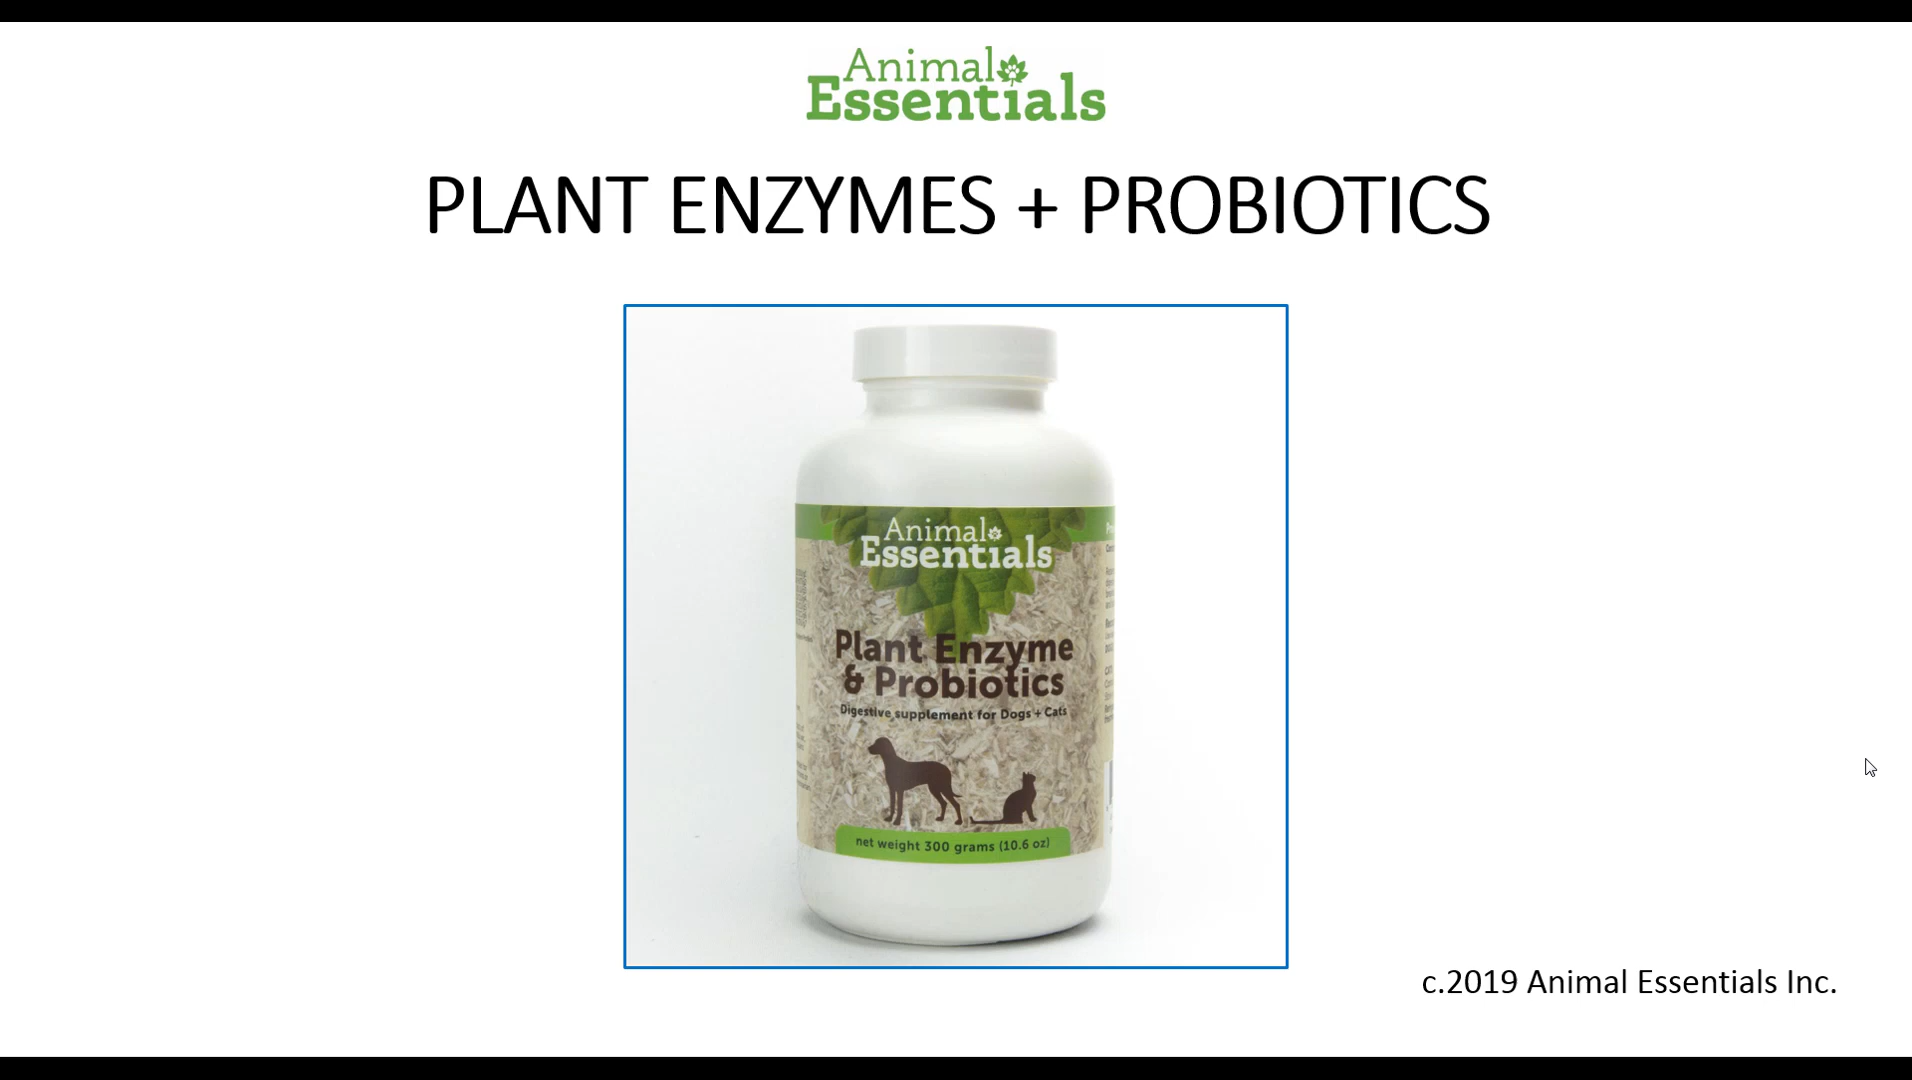 Animal
Essentials
PLANT ENZYMES + PROBIOTICS
Animal
Essentials
Plant Enzyme
& Probiotics
Digestive supplement for Dogs + Cats
net weight 300 grams (10.6 oz)
c.2019 Animal Essentials Inc.